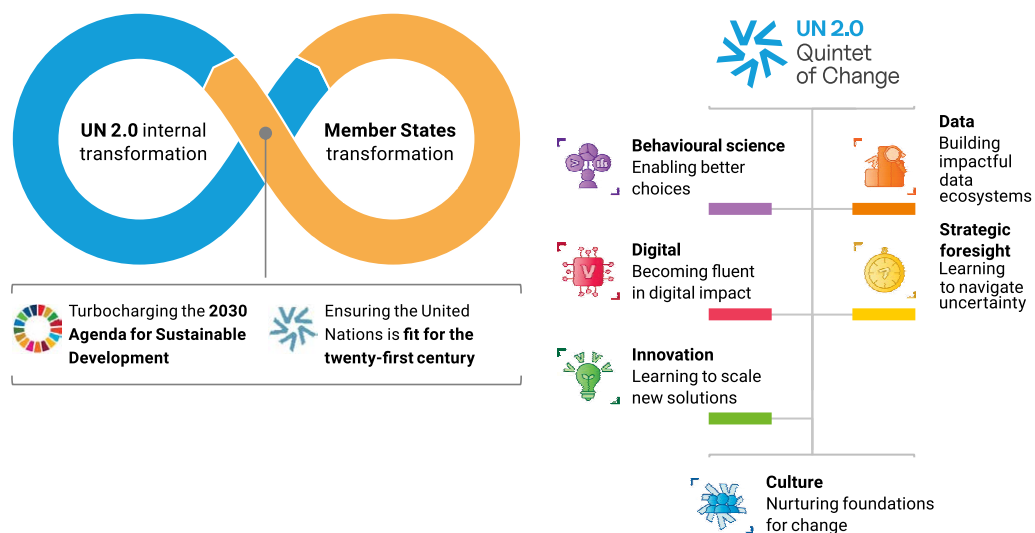 UN 2.0 internal
transformation
Member States
transformation
Turbocharging the 2030
Agenda for Sustainable
Development
Ensuring the United
Nations is fit for the
twenty-first century
UN 2.0
Quintet
of Change
Behavioural science
Enabling better
choices
Data
Building
impactful
data
ecosystems
Digital
Becoming fluent
in digital impact
Strategic
foresight
Learning
to navigate
uncertainty
Innovation
Learning to scale
new solutions
Culture
Nurturing foundations
for change